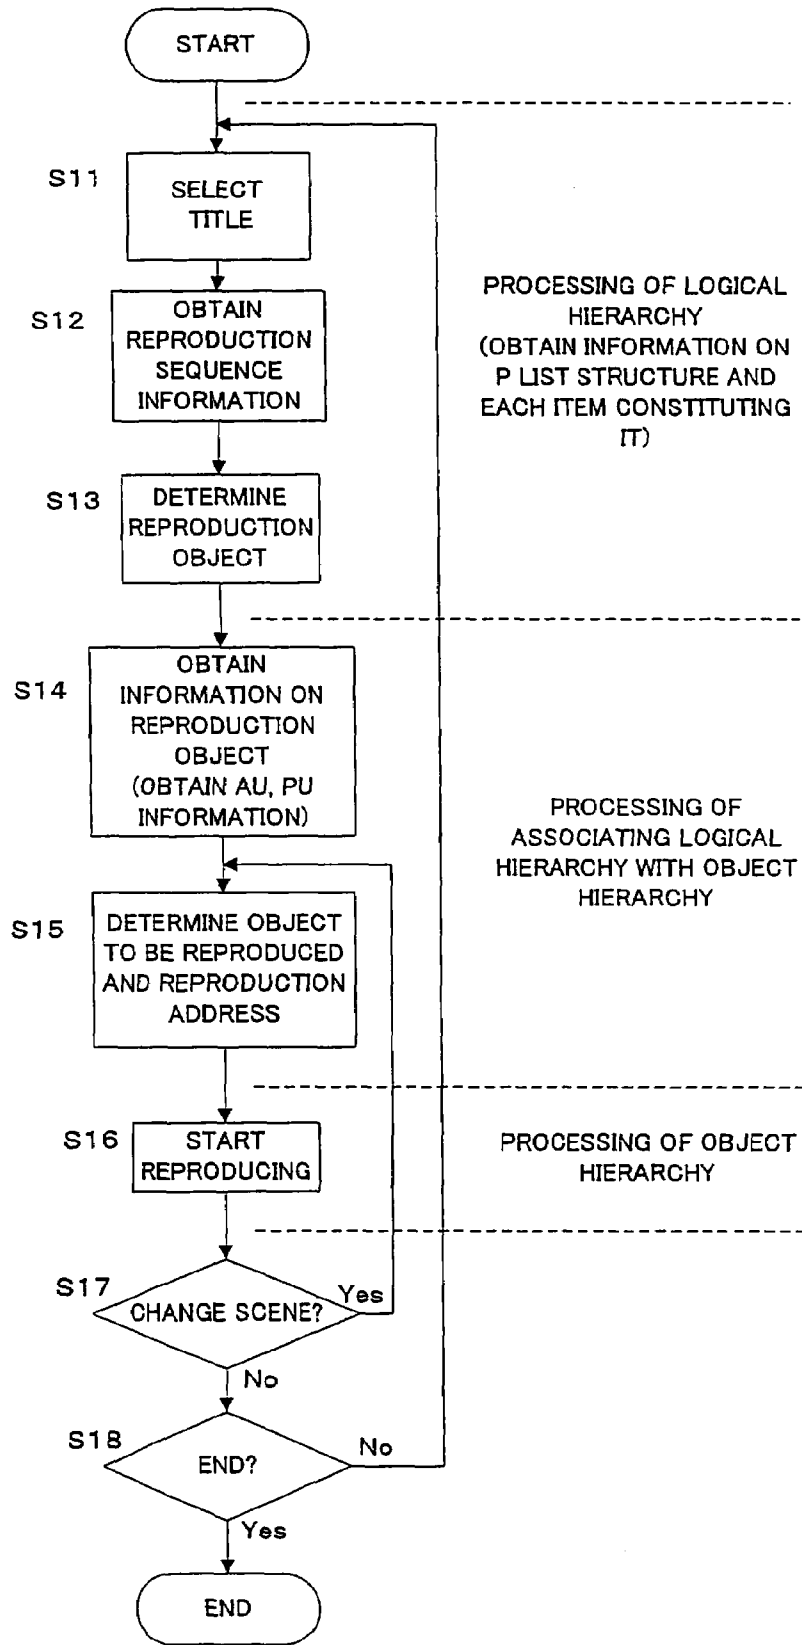 START
S11
SELECT
TITLE
S12
OBTAIN
REPRODUCTION
SEQUENCE
INFORMATION
PROCESSING OF LOGICAL
HIERARCHY
(OBTAIN INFORMATION ON
P LIST STRUCTURE AND
EACH ITEM CONSTITUTING
IT)
S13
DETERMINE
REPRODUCTION
OBJECT
S14
OBTAIN
INFORMATION ON
REPRODUCTION
OBJECT
(OBTAIN AU, PU
INFORMATION)
PROCESSING OF
ASSOCIATING LOGICAL
HIERARCHY WITH OBJECT
HIERARCHY
S15
DETERMINE OBJECT
TO BE REPRODUCED
AND REPRODUCTION
ADDRESS
S16
START
REPRODUCING
PROCESSING OF OBJECT
HIERARCHY
S17
CHANGE SCENE?
Yes
No
S18
END?
No
Yes
END